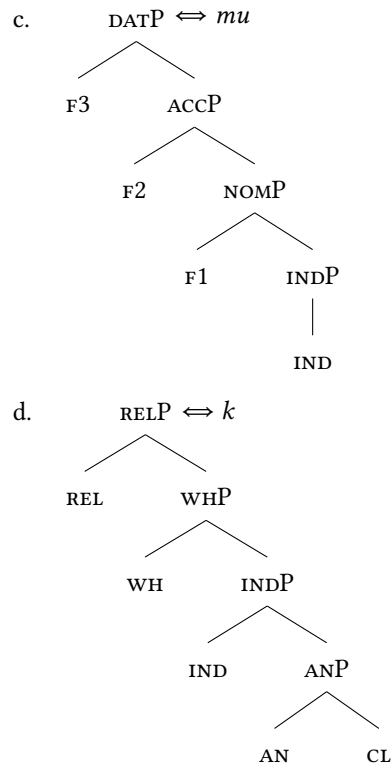 c. DATP ⇔ mu
F3 ACCP
F2 NOMP
F1 INDP
IND
d. RELP ⇔ k
REL WHP
WH INDP
IND ANP
AN CL